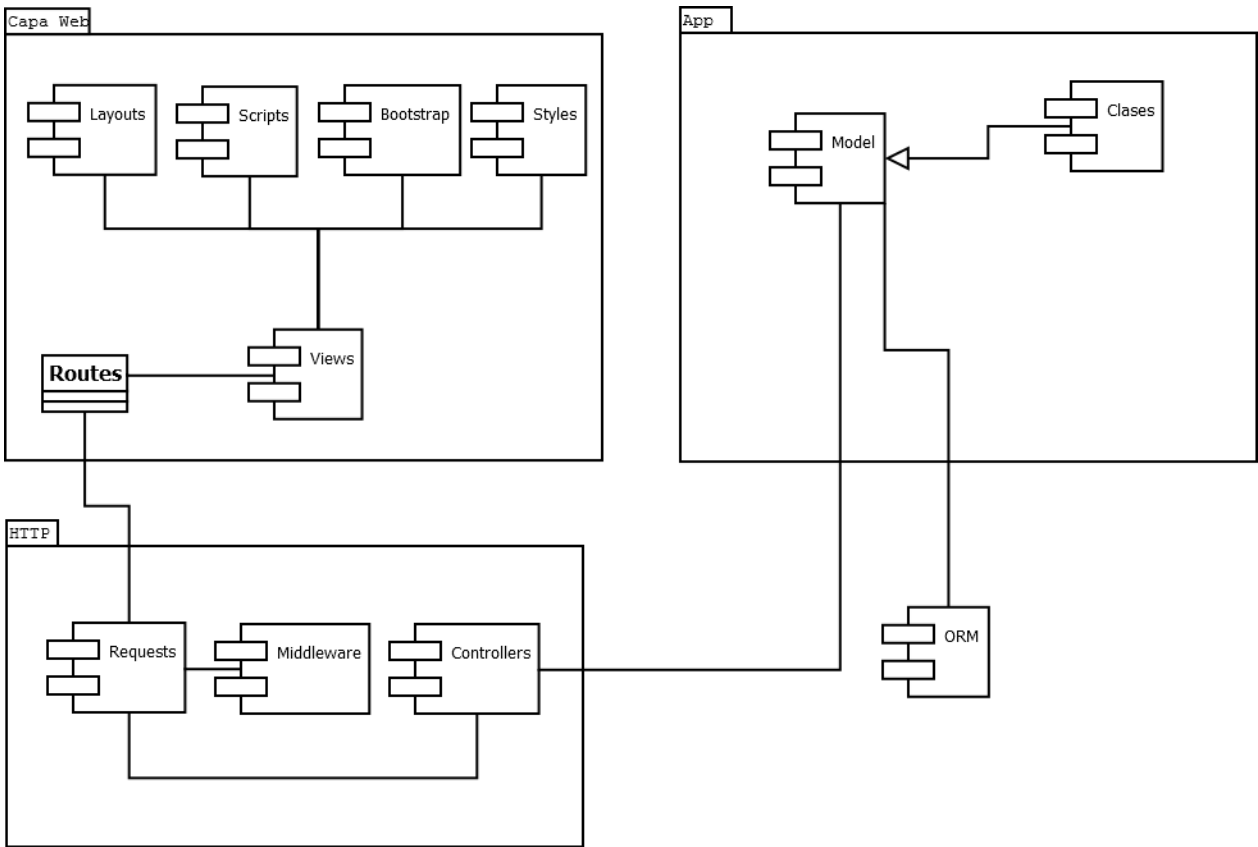 Capa Web
App
Layouts
Scripts
Bootstrap
Styles
Model
Clases
Views
Routes
HTTP
Requests
Middleware
Controllers
ORM